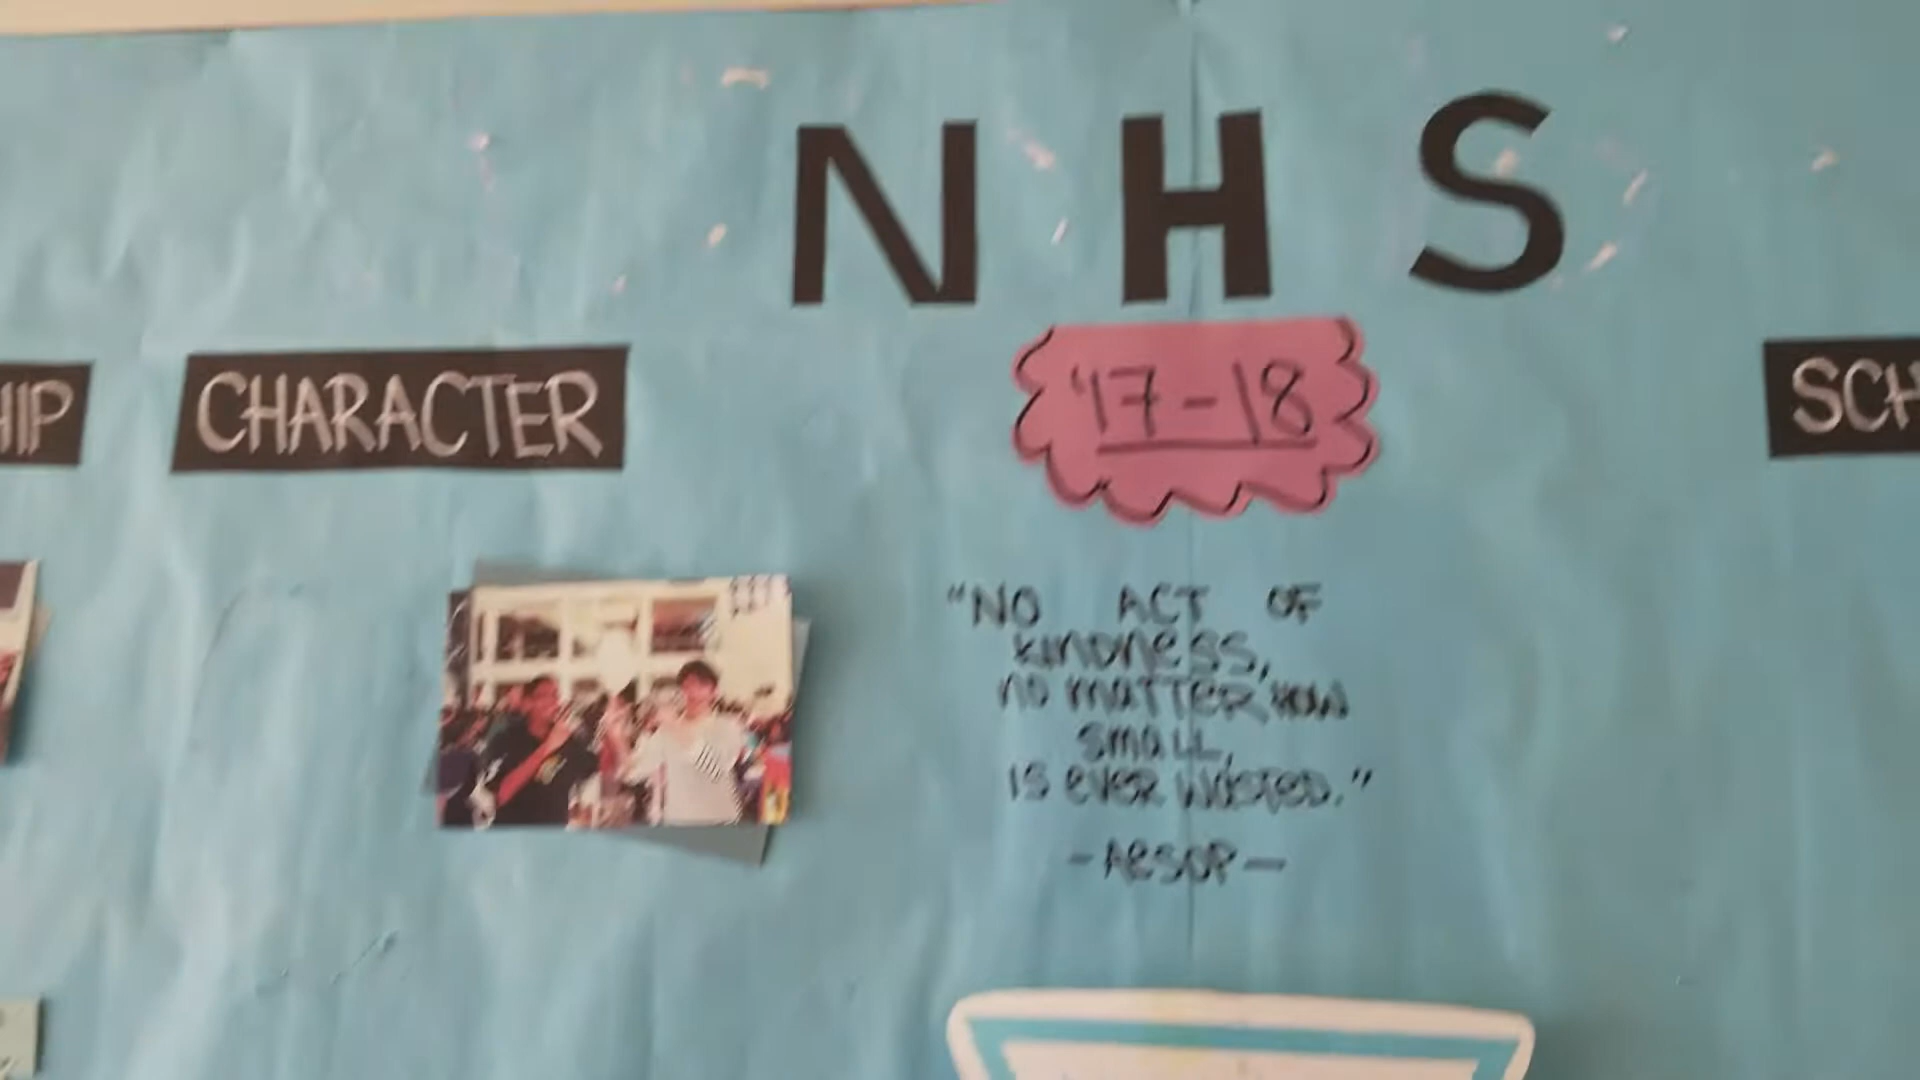 NHS
HIP
CHARACTER
'17-18
SCH
"NO ACT OF
KINDNESS,
NO MATTER HOW
SMALL,
IS EVER WASTED."
-AESOP-